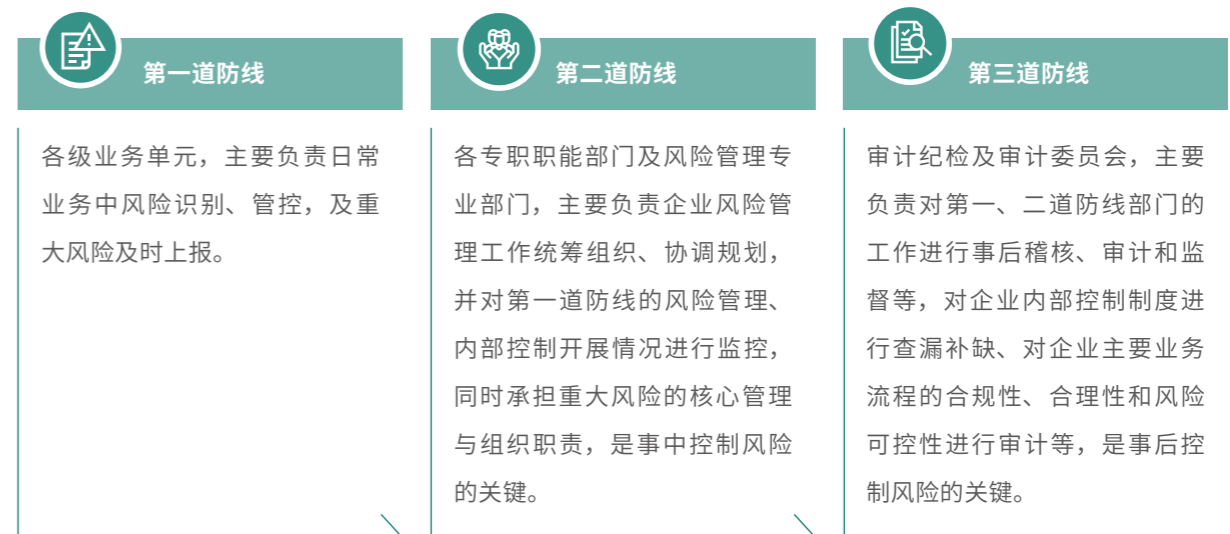 第一道防线
各级业务单元，主要负责日常
业务中风险识别、管控，及重
大风险及时上报。
第二道防线
各专职职能部门及风险管理专
业部门，主要负责企业风险管
理工作统筹组织、协调规划，
并对第一道防线的风险管理、
内部控制开展情况进行监控，
同时承担重大风险的核心管理
与组织职责，是事中控制风险
的关键。
第三道防线
审计纪检及审计委员会，主要
负责对第一、二道防线部门的
工作进行事后稽核、审计和监
督等，对企业内部控制制度进
行查漏补缺、对企业主要业务
流程的合规性、合理性和风险
可控性进行审计等，是事后控
制风险的关键。